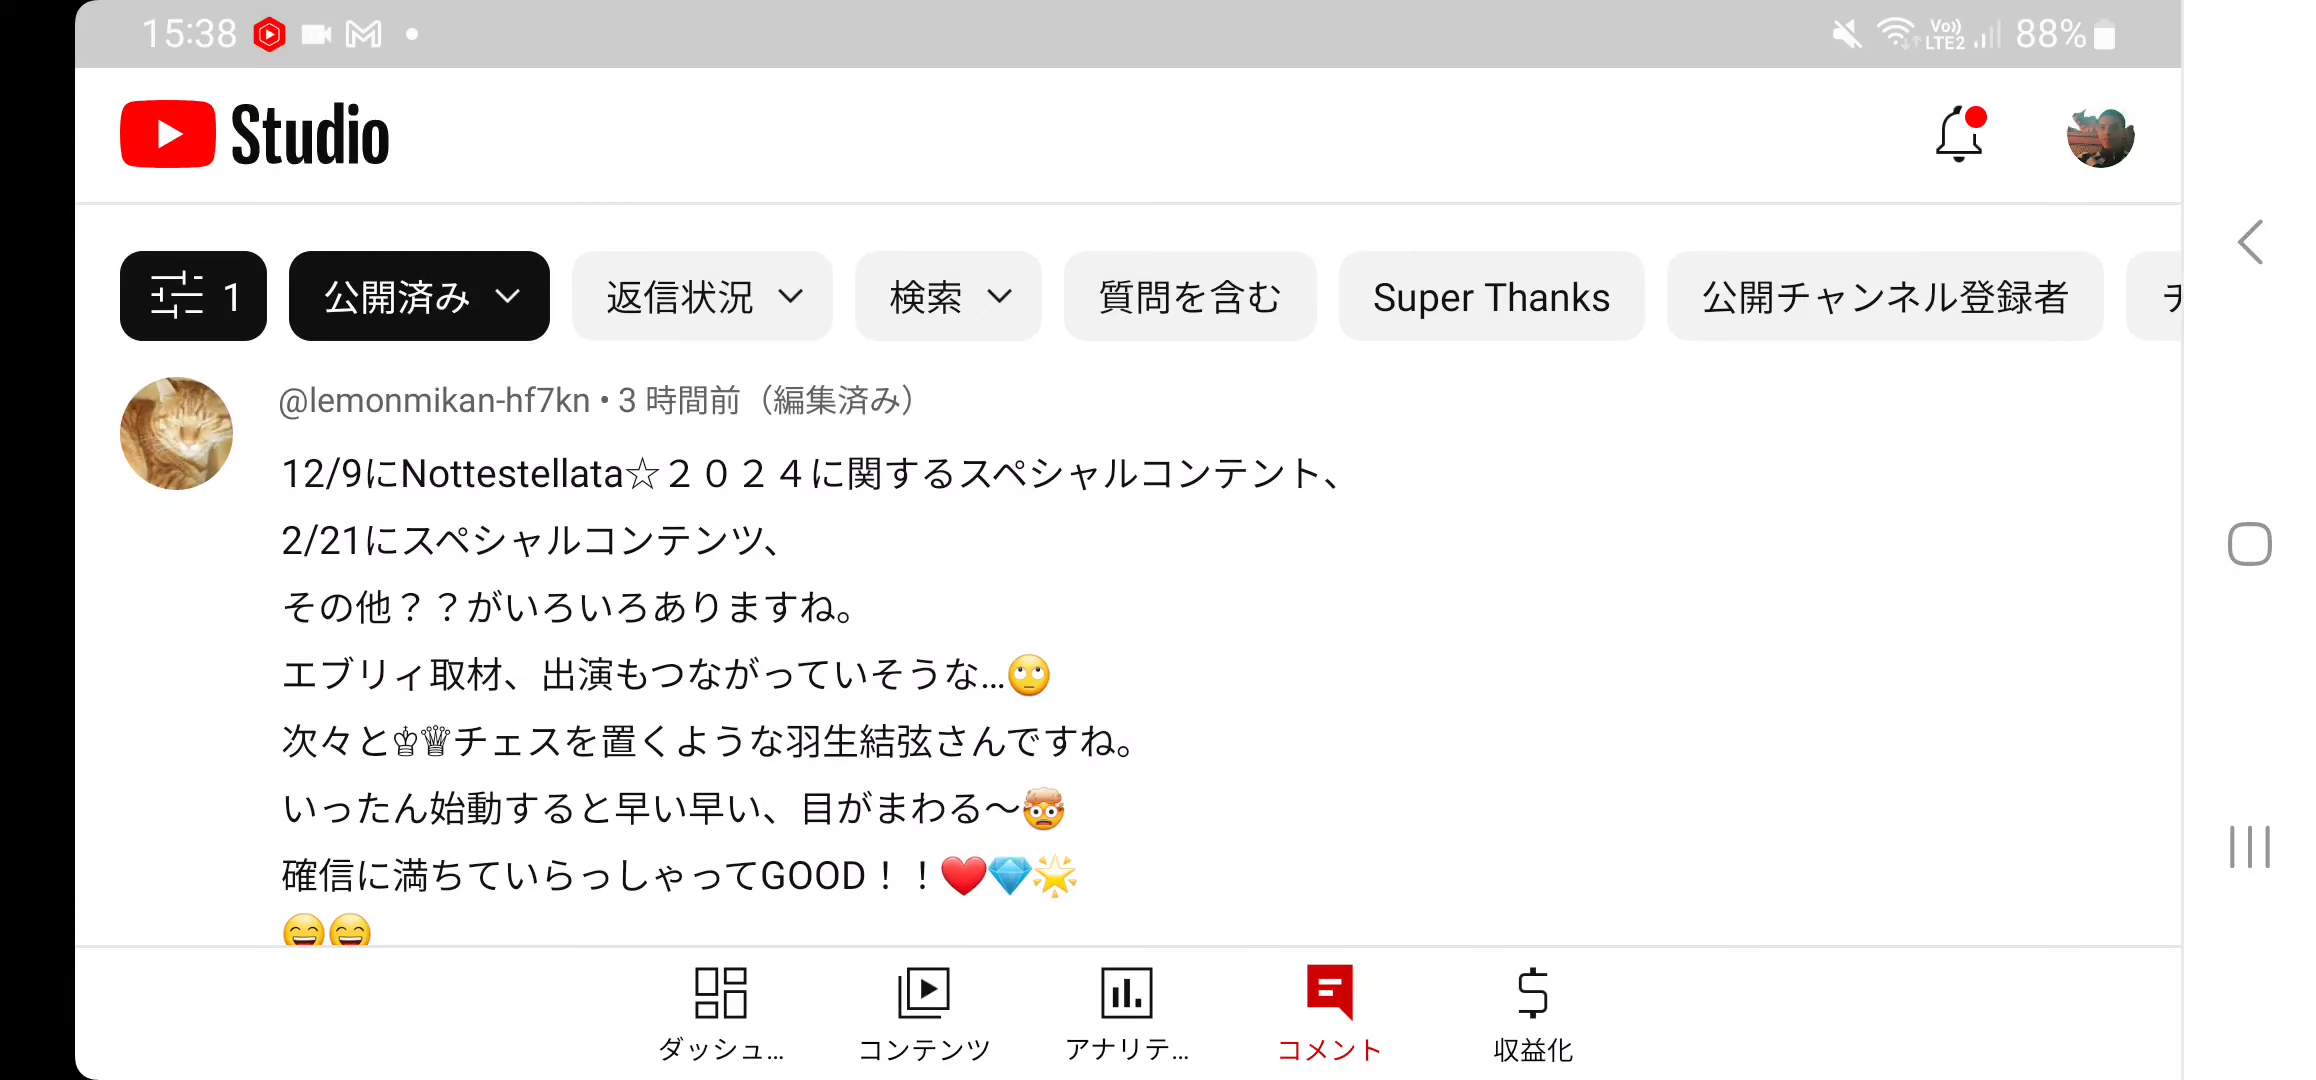 15:38 Vo)) LTE2 88%
Studio
1 公開済み 返信状況 検索 質問を含む Super Thanks 公開チャンネル登録者 チ
@lemonmikan-hf7kn • 3 時間前（編集済み）
12/9にNottestellata☆２０２４に関するスペシャルコンテント、
2/21にスペシャルコンテンツ、
その他？？がいろいろありますね。
エブリィ取材、出演もつながっていそうな...🙄
次々と♔♕チェスを置くような羽生結弦さんですね。
いったん始動すると早い早い、目がまわる〜🤯
確信に満ちていらっしゃってGOOD！！❤️💎🌟
😄😄
ダッシュ... コンテンツ アナリテ... コメント 収益化